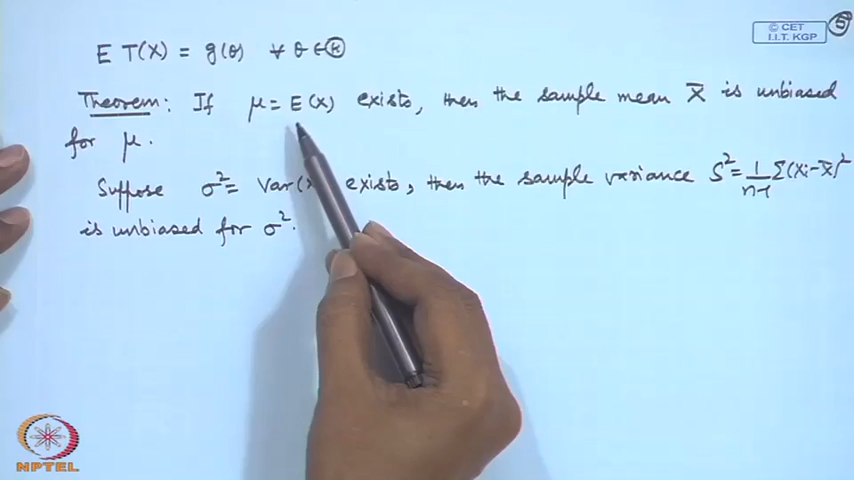 © CET
I.I.T. KGP
5
E T(X) = g(θ) ∀ θ ∈ Ⓗ
Theorem: If μ = E(X) exists, then the sample mean X̄ is unbiased
for μ.
Suppose σ² = Var(X exists, then the sample variance S² = 1/(n-1) Σ(Xi-X̄)²
is unbiased for σ².
NPTEL